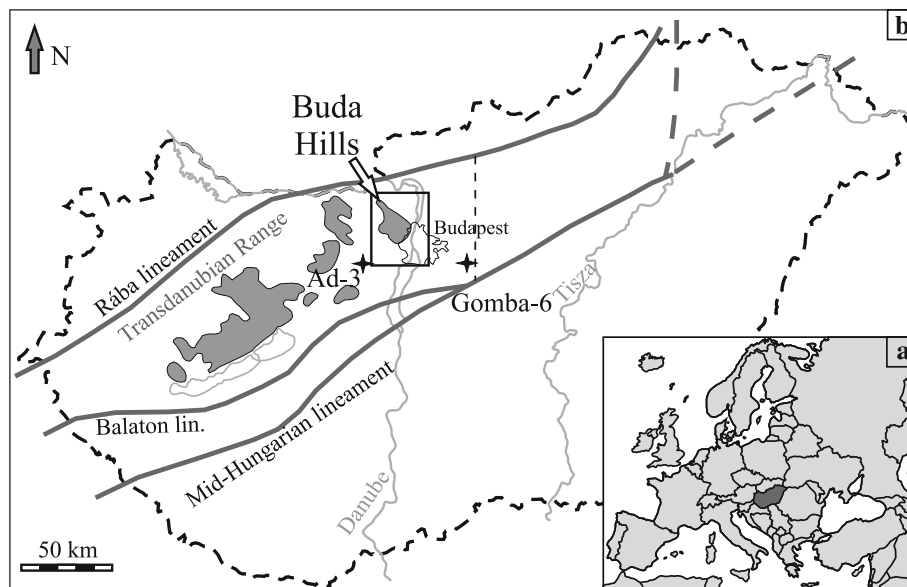 b
N
Buda
Hills
Budapest
Rába lineament
Transdanubian Range
Ad-3
Gomba-6
Tisza
a
Balaton lin.
Mid-Hungarian lineament
Danube
50 km